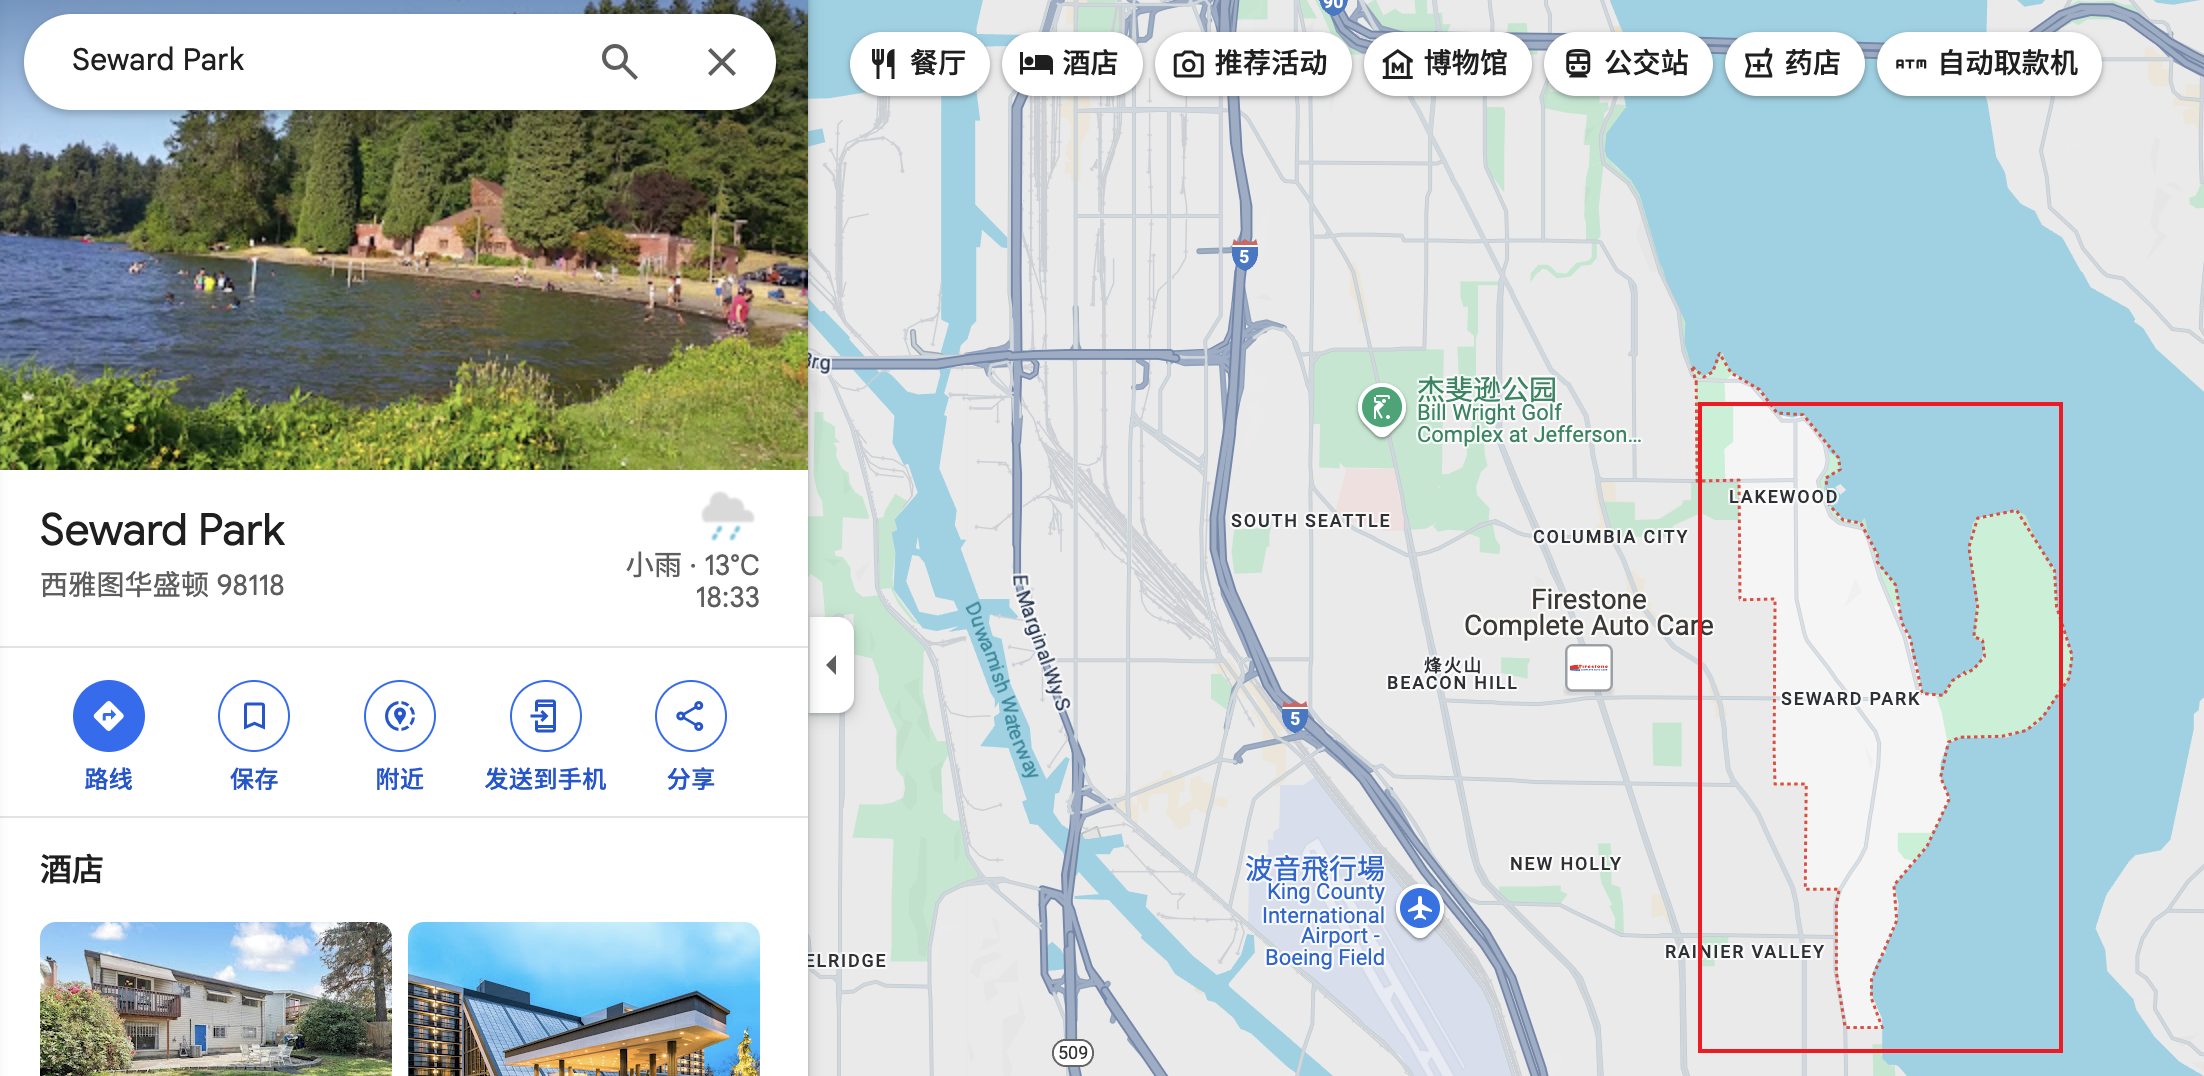 Seward Park
Seward Park
西雅图华盛顿 98118
小雨 · 13°C
18:33
路线
保存
附近
发送到手机
分享
酒店
餐厅
酒店
推荐活动
博物馆
公交站
药店
ATM 自动取款机
90
5
Brg
杰斐逊公园
Bill Wright Golf
Complex at Jefferson...
SOUTH SEATTLE
COLUMBIA CITY
LAKEWOOD
Firestone
Complete Auto Care
Firestone
烽火山
BEACON HILL
SEWARD PARK
E Marginal Wy S
Duwamish Waterway
5
波音飛行場
King County
International
Airport -
Boeing Field
NEW HOLLY
RAINIER VALLEY
ELRIDGE
509